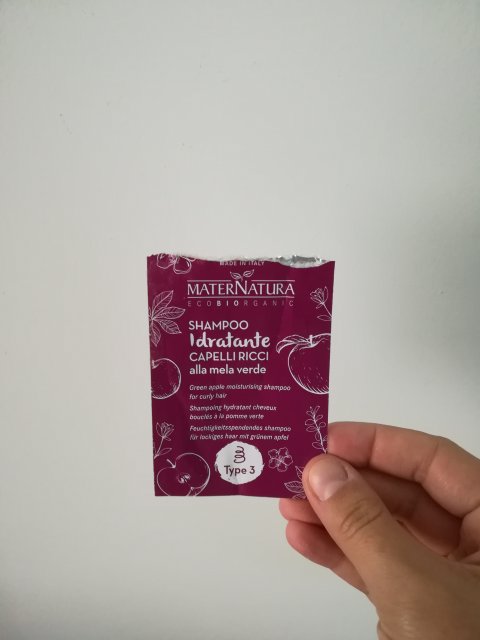 MADE IN ITALY
MATERNATURA
ECOBIORGANIC
SHAMPOO
Idratante
CAPELLI RICCI
alla mela verde
Green apple moisturising shampoo
for curly hair
Shampoing hydratant cheveux
bouclés à la pomme verte
Feuchtigkeitsspendendes shampoo
für lockiges haar mit grünem apfel
Type 3